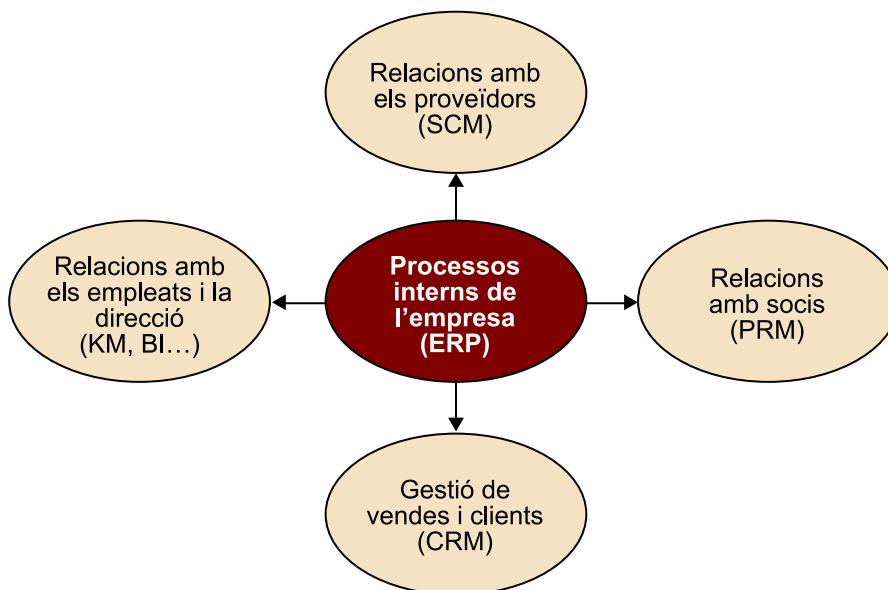 Relacions amb
els proveïdors
(SCM)
Relacions amb
els empleats i la
direcció
(KM, BI…)
Processos
interns de
l’empresa
(ERP)
Relacions
amb socis
(PRM)
Gestió de
vendes i clients
(CRM)